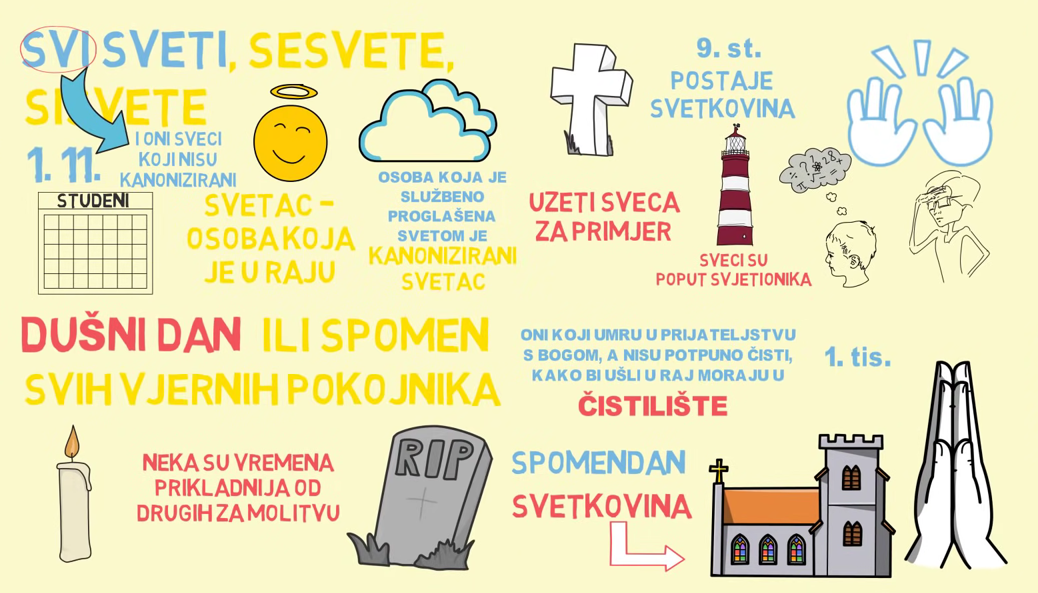 SVI SVETI, SESVETE,
SISVETE
I ONI SVECI
KOJI NISU
KANONIZIRANI
1. 11.
STUDENI
SVETAC -
OSOBA KOJA
JE U RAJU
OSOBA KOJA JE
SLUŽBENO
PROGLAŠENA
SVETOM JE
KANONIZIRANI
SVETAC
9. st.
POSTAJE
SVETKOVINA
UZETI SVECA
ZA PRIMJER
SVECI SU
POPUT SVJETIONIKA
DUŠNI DAN ILI SPOMEN
SVIH VJERNIH POKOJNIKA
NEKA SU VREMENA
PRIKLADNIJA OD
DRUGIH ZA MOLITVU
RIP
ONI KOJI UMRU U PRIJATELJSTVU
S BOGOM, A NISU POTPUNO ČISTI,
KAKO BI UŠLI U RAJ MORAJU U
ČISTILIŠTE
1. tis.
SPOMENDAN
SVETKOVINA